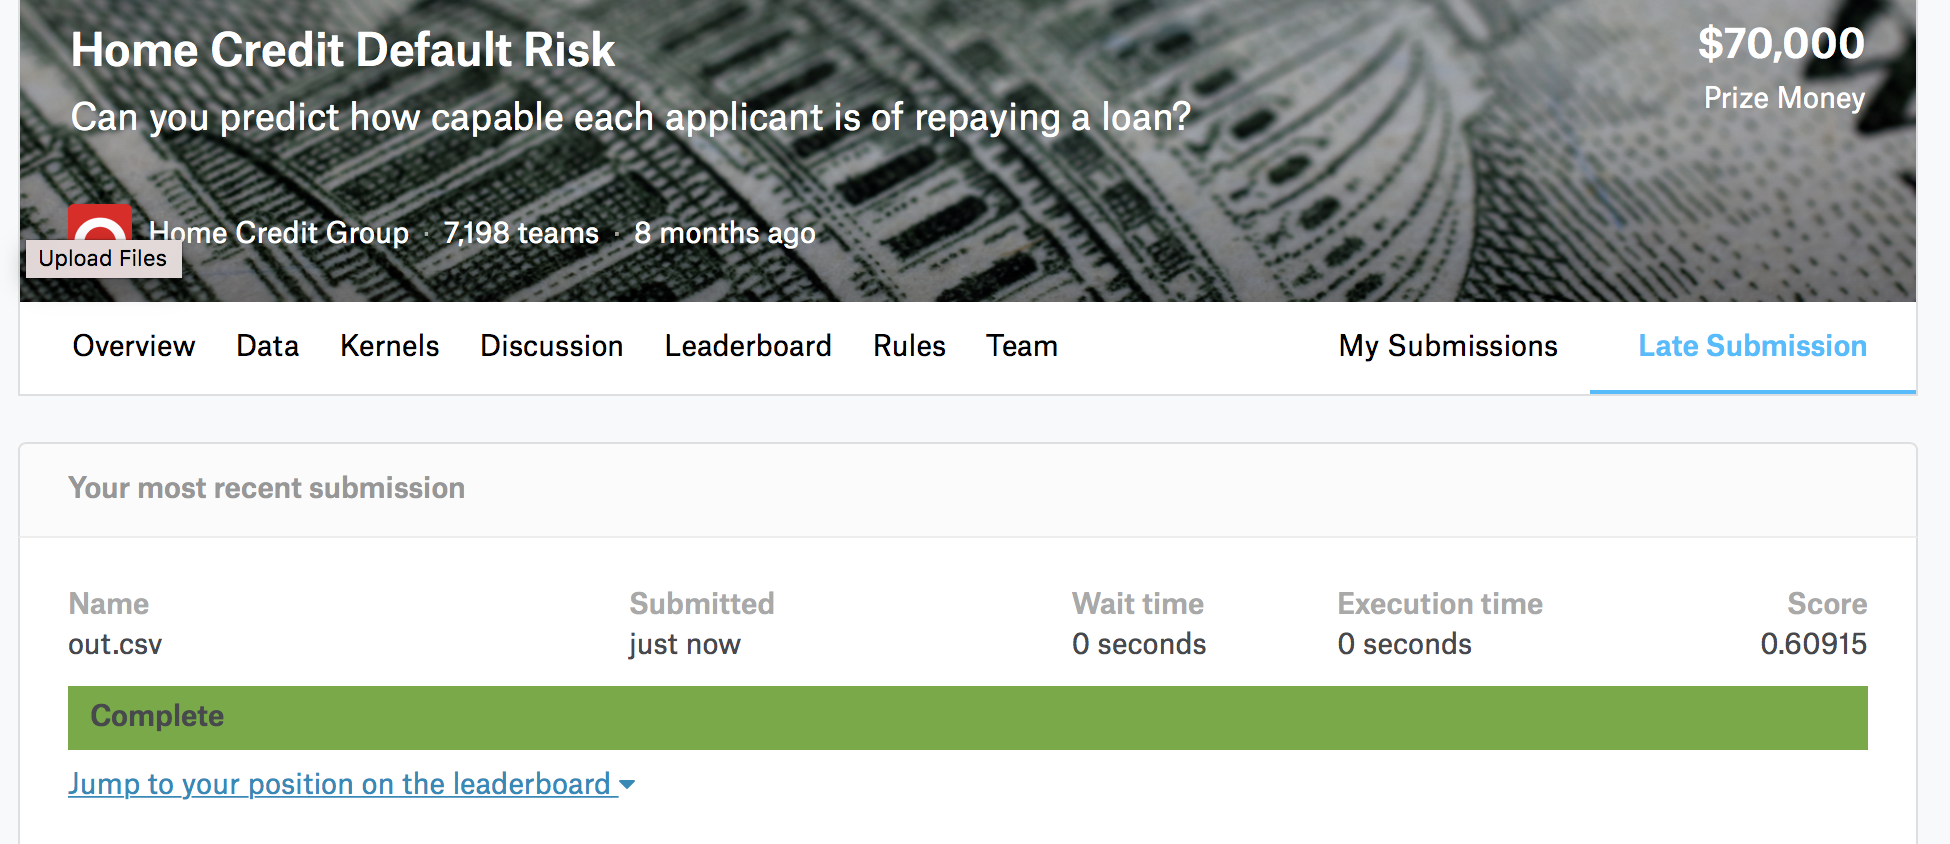 Home Credit Default Risk
$70,000
Can you predict how capable each applicant is of repaying a loan?
Prize Money
Home Credit Group · 7,198 teams · 8 months ago
Upload Files
Overview Data Kernels Discussion Leaderboard Rules Team My Submissions Late Submission
Your most recent submission
Name Submitted Wait time Execution time Score
out.csv just now 0 seconds 0 seconds 0.60915
Complete
Jump to your position on the leaderboard